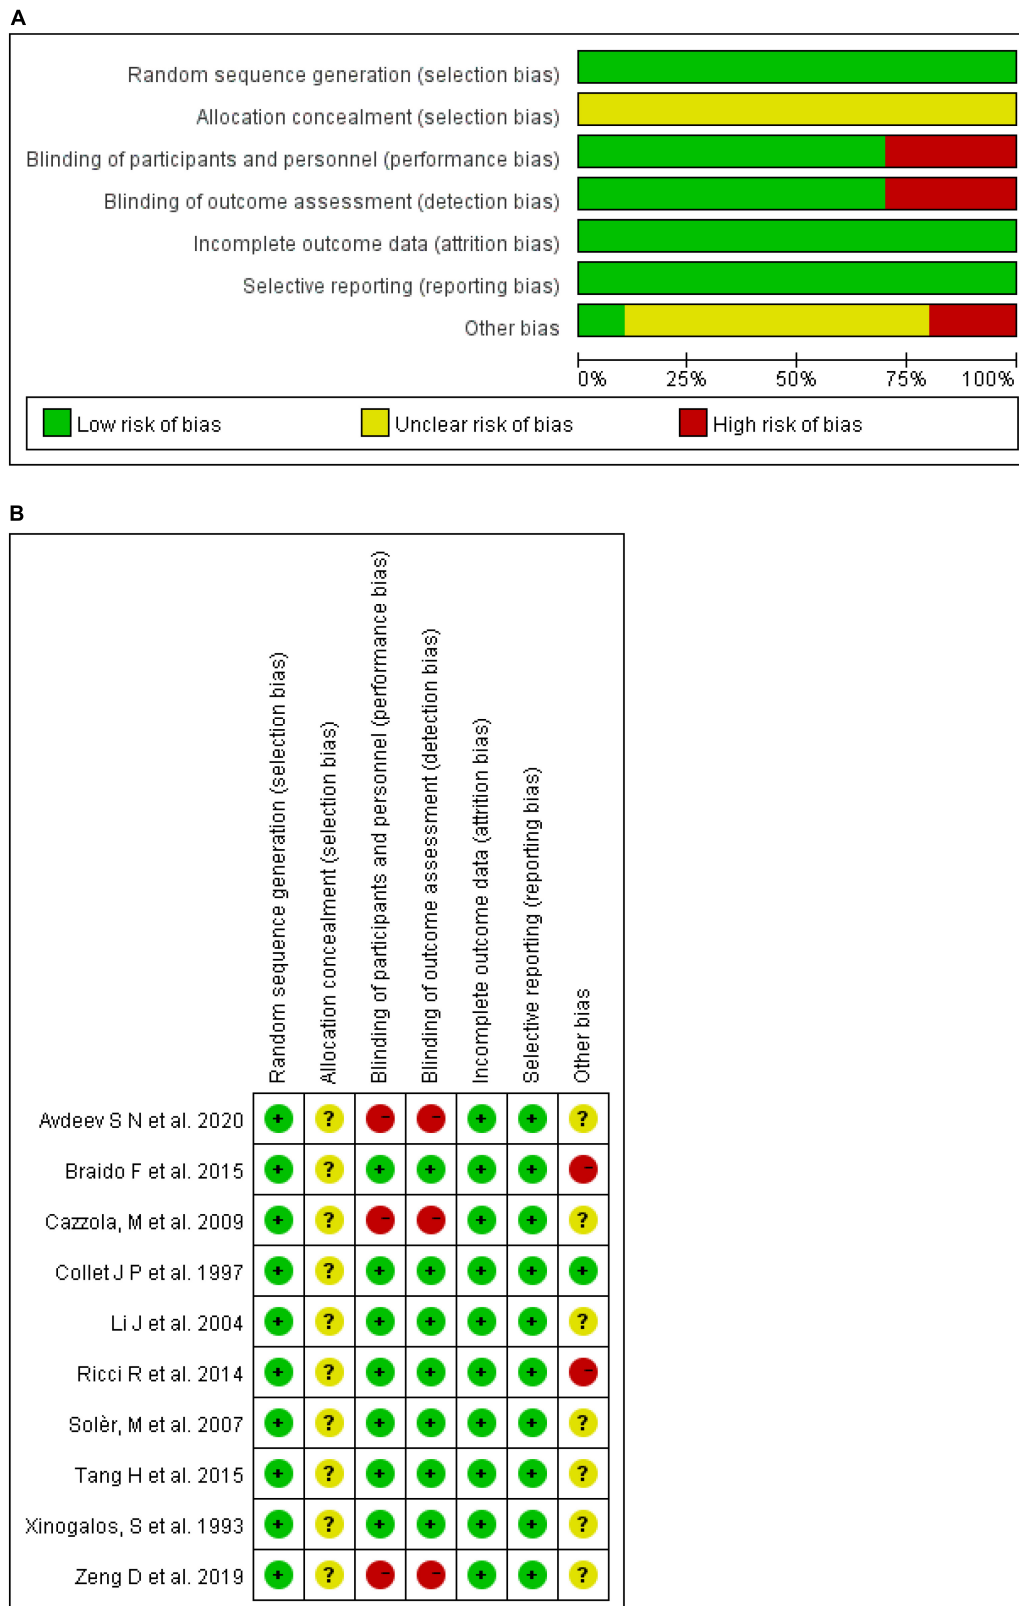 A
Random sequence generation (selection bias)
Allocation concealment (selection bias)
Blinding of participants and personnel (performance bias)
Blinding of outcome assessment (detection bias)
Incomplete outcome data (attrition bias)
Selective reporting (reporting bias)
Other bias
0% 25% 50% 75% 100%
Low risk of bias Unclear risk of bias High risk of bias
B
Random sequence generation (selection bias)
Allocation concealment (selection bias)
Blinding of participants and personnel (performance bias)
Blinding of outcome assessment (detection bias)
Incomplete outcome data (attrition bias)
Selective reporting (reporting bias)
Other bias
Avdeev S N et al. 2020 + ? - - + + ?
Braido F et al. 2015 + ? + + + + -
Cazzola, M et al. 2009 + ? - - + + ?
Collet J P et al. 1997 + ? + + + + +
Li J et al. 2004 + ? + + + + ?
Ricci R et al. 2014 + ? + + + + -
Solèr, M et al. 2007 + ? + + + + ?
Tang H et al. 2015 + ? + + + + ?
Xinogalos, S et al. 1993 + ? + + + + ?
Zeng D et al. 2019 + ? - - + + ?